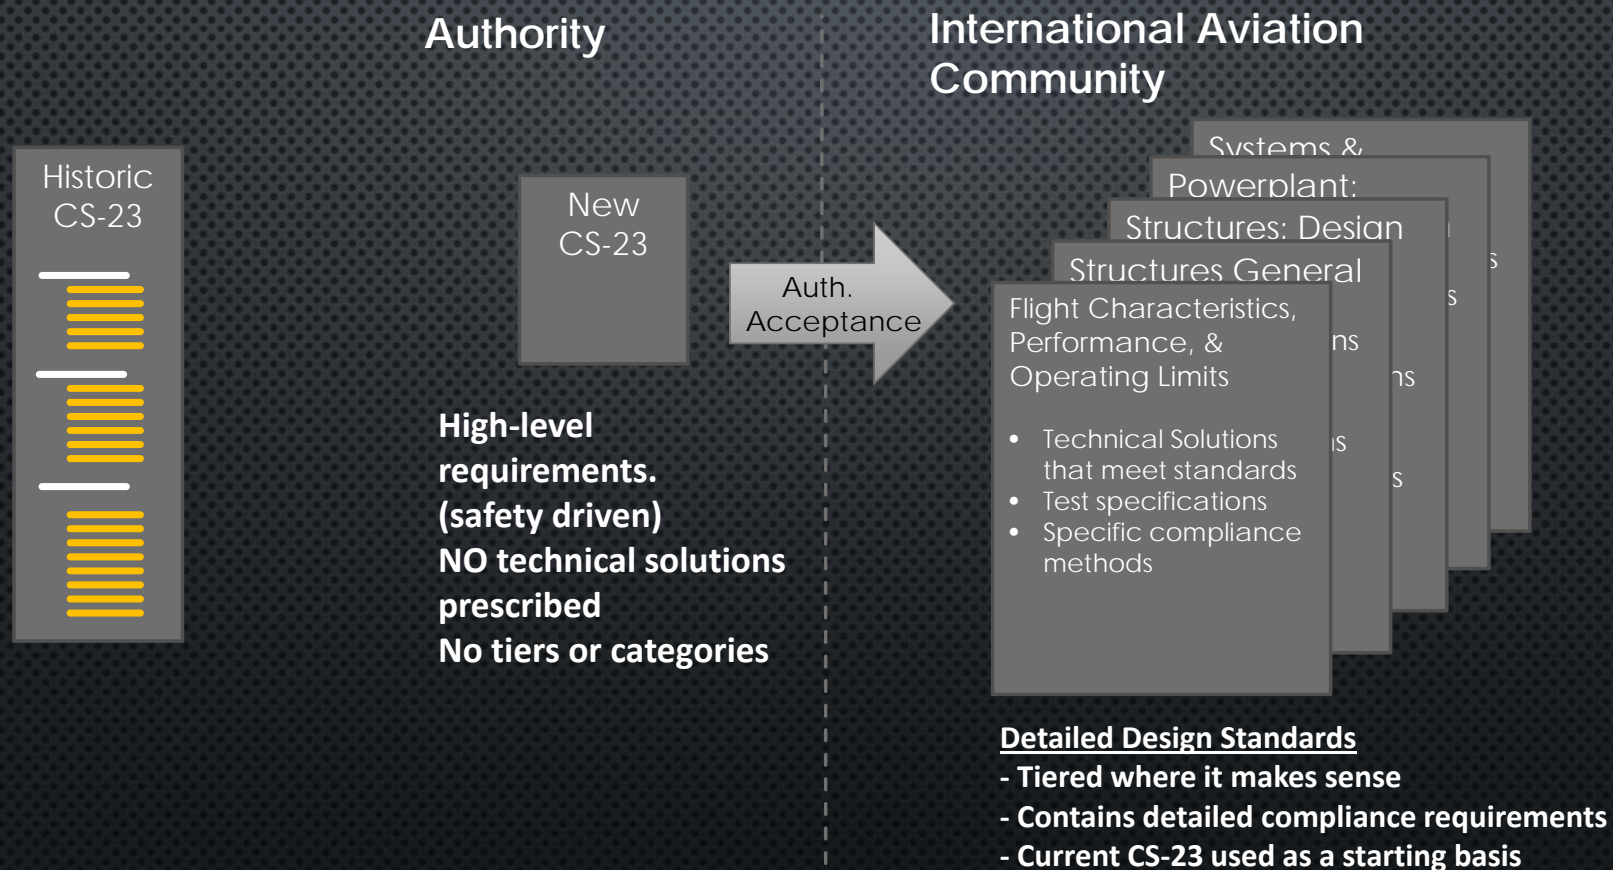 Authority
International Aviation
Community
Historic
CS-23
New
CS-23
High-level
requirements.
(safety driven)
NO technical solutions
prescribed
No tiers or categories
Auth.
Acceptance
Systems &
Powerplant:
Structures: Design
Structures General
Flight Characteristics,
Performance, &
Operating Limits
• Technical Solutions
that meet standards
• Test specifications
• Specific compliance
methods
Detailed Design Standards
- Tiered where it makes sense
- Contains detailed compliance requirements
- Current CS-23 used as a starting basis